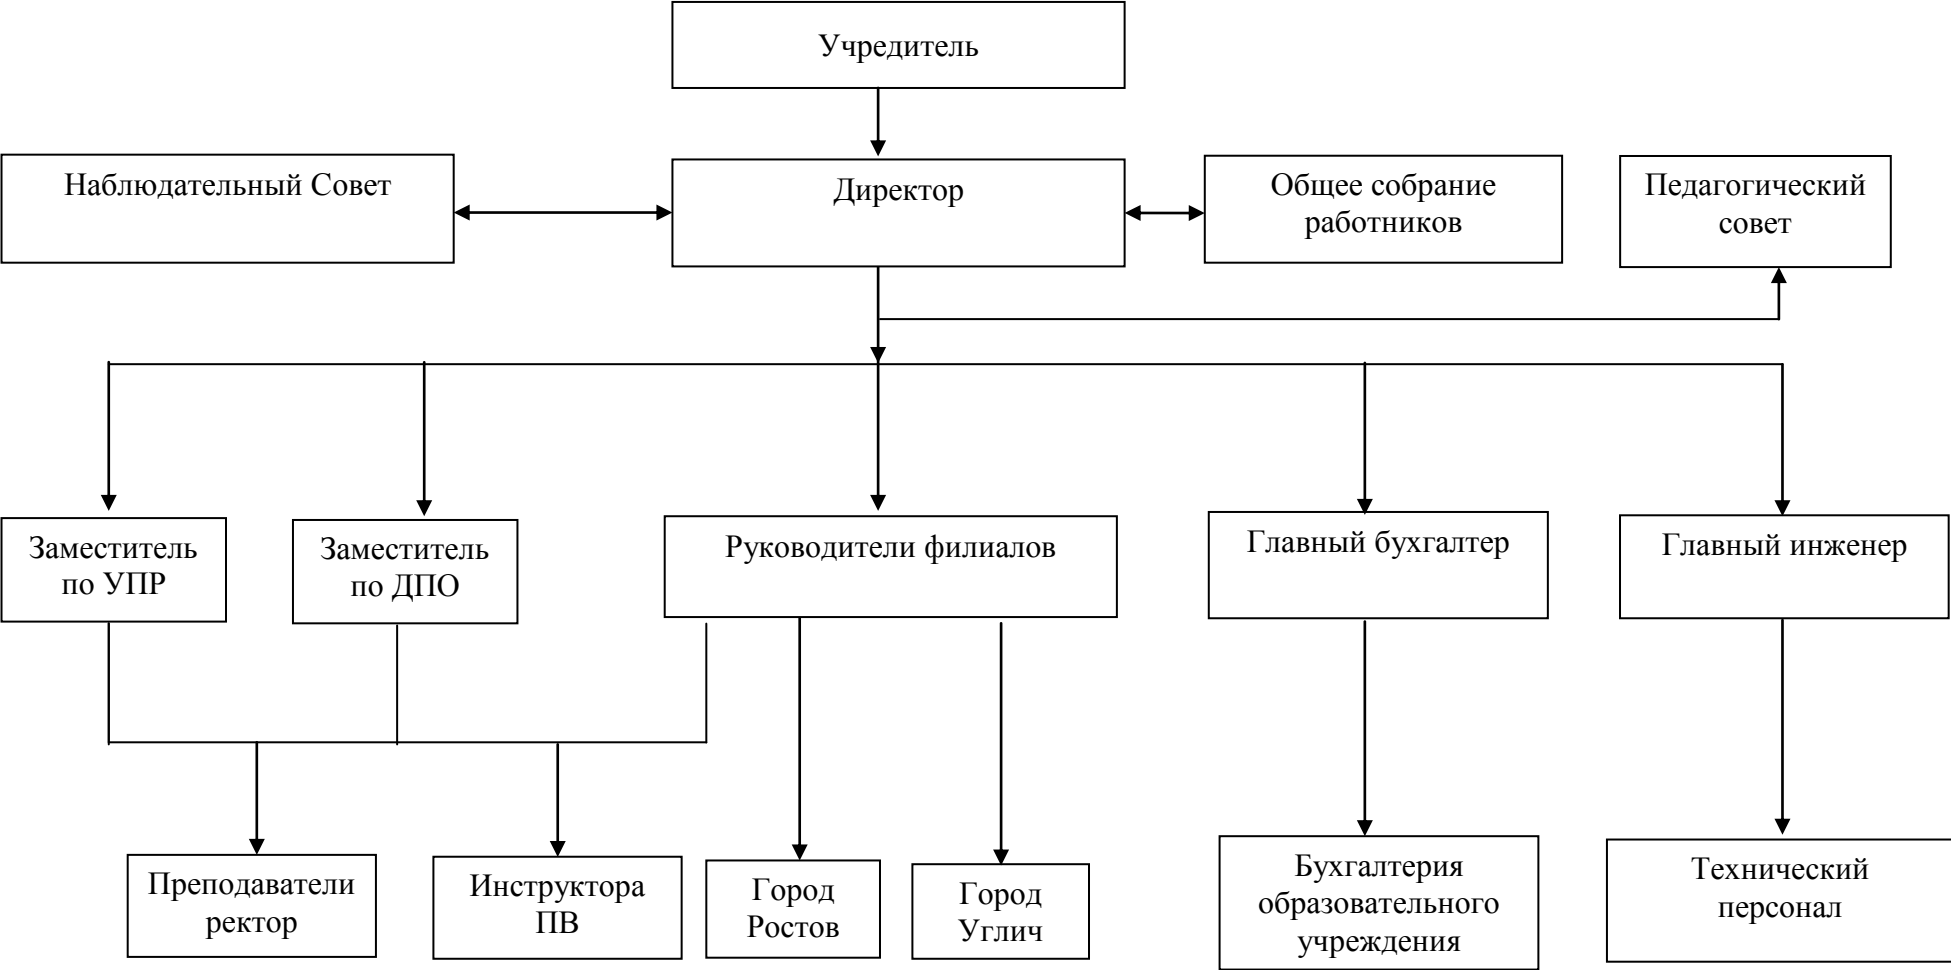 Учредитель
Наблюдательный Совет
Директор
Общее собрание
работников
Педагогический
совет
Заместитель
по УПР
Заместитель
по ДПО
Руководители филиалов
Главный бухгалтер
Главный инженер
Преподаватели
ректор
Инструктора
ПВ
Город
Ростов
Город
Углич
Бухгалтерия
образовательного
учреждения
Технический
персонал